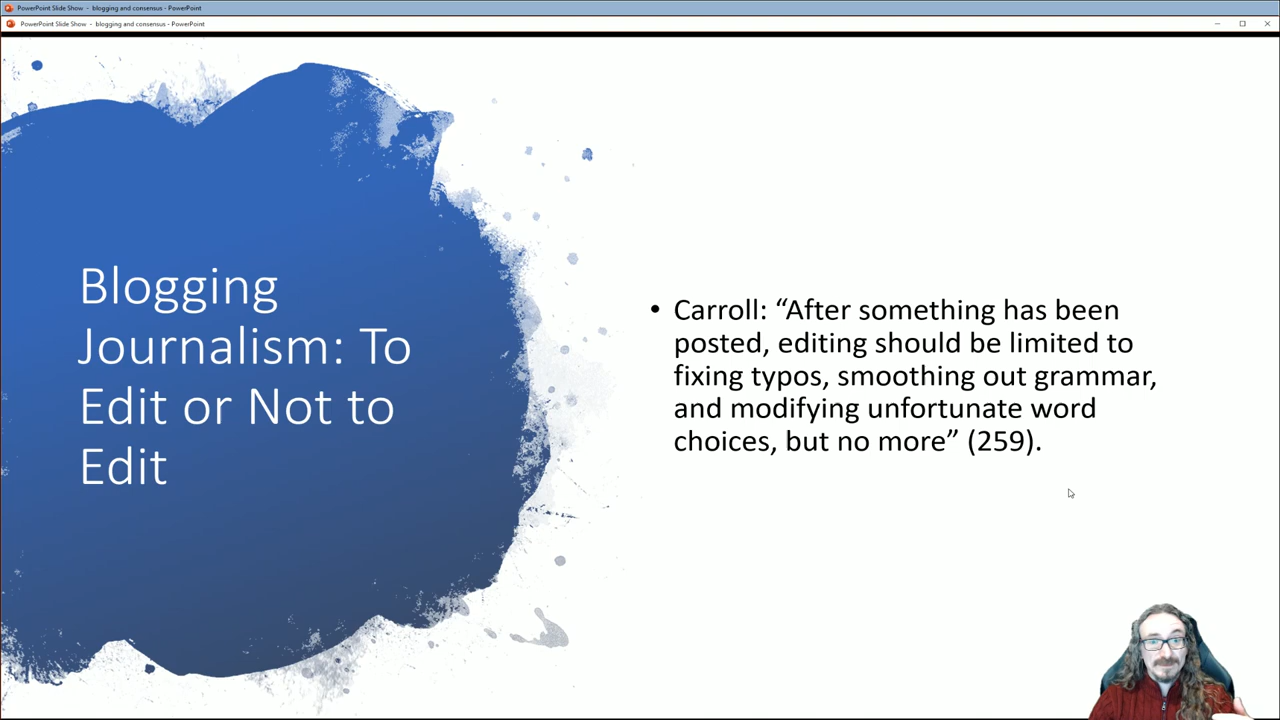 PowerPoint Slide Show - blogging and consensus - PowerPoint
PowerPoint Slide Show - blogging and consensus - PowerPoint
Blogging
Journalism: To
Edit or Not to
Edit
• Carroll: “After something has been
posted, editing should be limited to
fixing typos, smoothing out grammar,
and modifying unfortunate word
choices, but no more” (259).